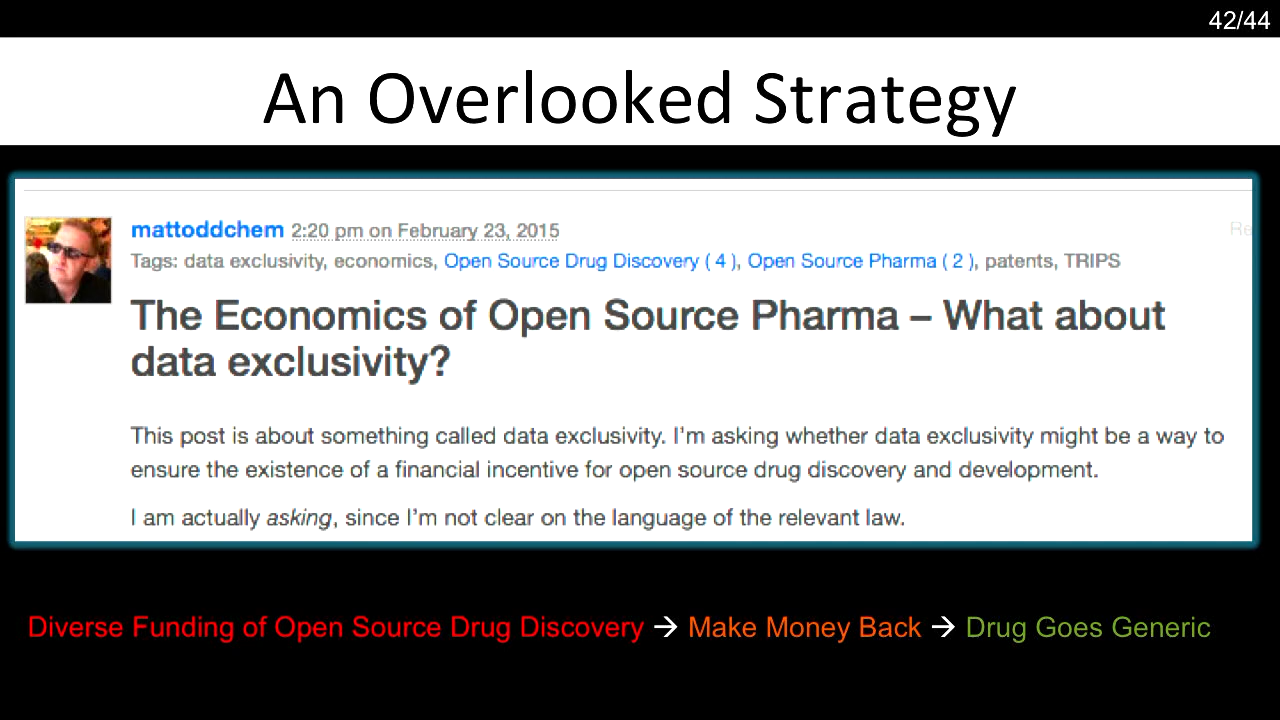 42/44
An Overlooked Strategy
mattoddchem 2:20 pm on February 23, 2015
Re
Tags: data exclusivity, economics, Open Source Drug Discovery ( 4 ), Open Source Pharma ( 2 ), patents, TRIPS
The Economics of Open Source Pharma – What about
data exclusivity?
This post is about something called data exclusivity. I'm asking whether data exclusivity might be a way to
ensure the existence of a financial incentive for open source drug discovery and development.
I am actually asking, since I'm not clear on the language of the relevant law.
Diverse Funding of Open Source Drug Discovery → Make Money Back → Drug Goes Generic